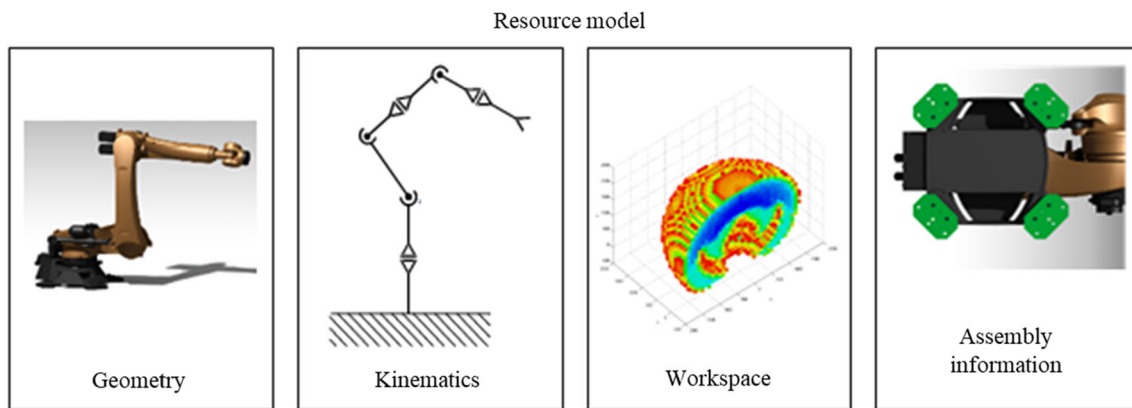 Resource model
Geometry
Kinematics
Workspace
Assembly
information